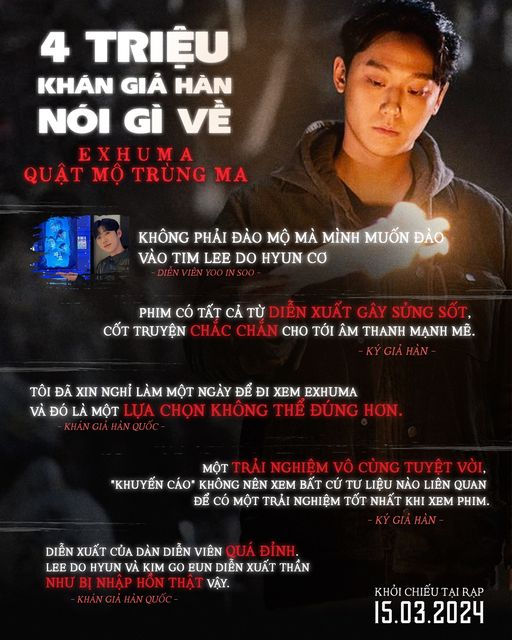 4 TRIỆU
KHÁN GIẢ HÀN
NÓI GÌ VỀ
EXHUMA
QUẬT MỘ TRÙNG MA
KHÔNG PHẢI ĐÀO MỘ MÀ MÌNH MUỐN ĐÀO
VÀO TIM LEE DO HYUN CƠ
- DIỄN VIÊN YOO IN SOO -
PHIM CÓ TẤT CẢ TỪ DIỄN XUẤT GÂY SỬNG SỐT,
CỐT TRUYỆN CHẮC CHẮN CHO TỚI ÂM THANH MẠNH MẼ.
- KÝ GIẢ HÀN -
TÔI ĐÃ XIN NGHỈ LÀM MỘT NGÀY ĐỂ ĐI XEM EXHUMA
VÀ ĐÓ LÀ MỘT LỰA CHỌN KHÔNG THỂ ĐÚNG HƠN.
- KHÁN GIẢ HÀN QUỐC -
MỘT TRẢI NGHIỆM VÔ CÙNG TUYỆT VỜI,
"KHUYẾN CÁO" KHÔNG NÊN XEM BẤT CỨ TƯ LIỆU NÀO LIÊN QUAN
ĐỂ CÓ MỘT TRẢI NGHIỆM TỐT NHẤT KHI XEM PHIM.
- KÝ GIẢ HÀN -
DIỄN XUẤT CỦA DÀN DIỄN VIÊN QUÁ ĐỈNH.
LEE DO HYUN VÀ KIM GO EUN DIỄN XUẤT THẦN
NHƯ BỊ NHẬP HỒN THẬT VẬY.
- KHÁN GIẢ HÀN QUỐC -
KHỞI CHIẾU TẠI RẠP
15.03.2024